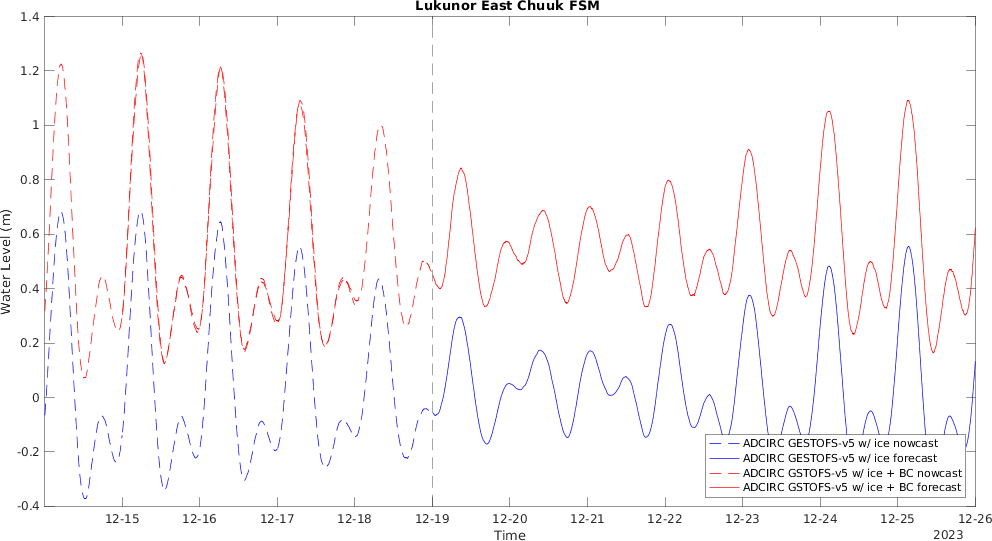 Lukunor East Chuuk FSM
1.4
1.2
1
0.8
0.6
0.4
0.2
0
-0.2
-0.4
Water Level (m)
ADCIRC GESTOFS-v5 w/ ice nowcast
ADCIRC GESTOFS-v5 w/ ice forecast
ADCIRC GSTOFS-v5 w/ ice + BC nowcast
ADCIRC GSTOFS-v5 w/ ice + BC forecast
12-15 12-16 12-17 12-18 12-19 12-20 12-21 12-22 12-23 12-24 12-25 12-26
Time
2023